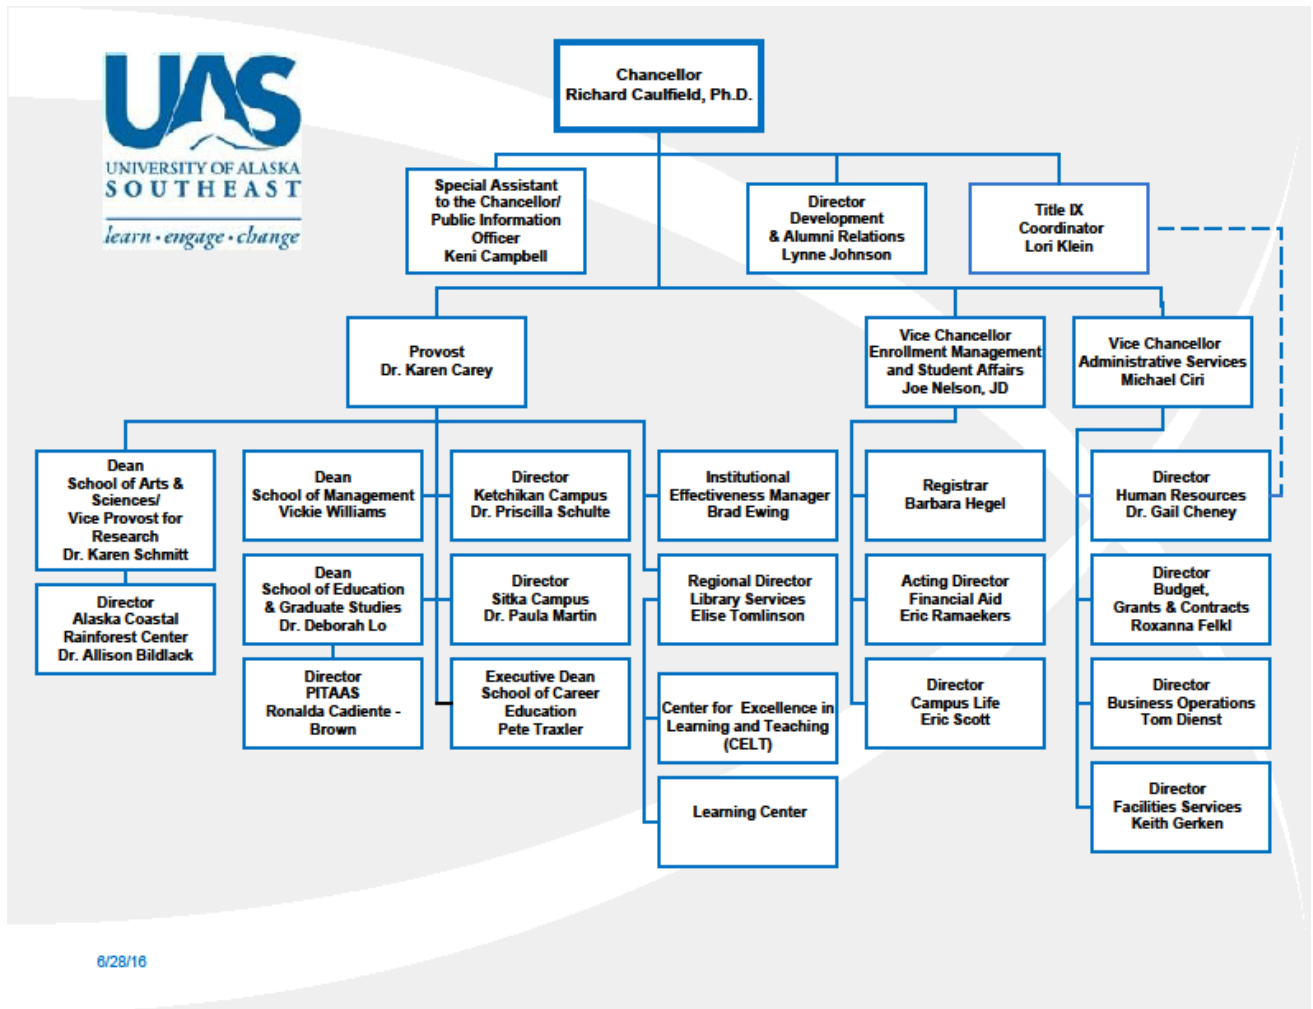 UAS
UNIVERSITY OF ALASKA
SOUTHEAST
learn • engage • change
Chancellor
Richard Caulfield, Ph.D.
Special Assistant
to the Chancellor/
Public Information
Officer
Keni Campbell
Director
Development
& Alumni Relations
Lynne Johnson
Title IX
Coordinator
Lori Klein
Provost
Dr. Karen Carey
Vice Chancellor
Enrollment Management
and Student Affairs
Joe Nelson, JD
Vice Chancellor
Administrative Services
Michael Ciri
Dean
School of Arts &
Sciences/
Vice Provost for
Research
Dr. Karen Schmitt
Director
Alaska Coastal
Rainforest Center
Dr. Allison Bildlack
Dean
School of Management
Vickie Williams
Dean
School of Education
& Graduate Studies
Dr. Deborah Lo
Director
PITAAS
Ronalda Cadiente -
Brown
Director
Ketchikan Campus
Dr. Priscilla Schulte
Director
Sitka Campus
Dr. Paula Martin
Executive Dean
School of Career
Education
Pete Traxler
Institutional
Effectiveness Manager
Brad Ewing
Regional Director
Library Services
Elise Tomlinson
Center for Excellence in
Learning and Teaching
(CELT)
Learning Center
Registrar
Barbara Hegel
Acting Director
Financial Aid
Eric Ramaekers
Director
Campus Life
Eric Scott
Director
Human Resources
Dr. Gail Cheney
Director
Budget,
Grants & Contracts
Roxanna Felkl
Director
Business Operations
Tom Dienst
Director
Facilities Services
Keith Gerken
6/28/16